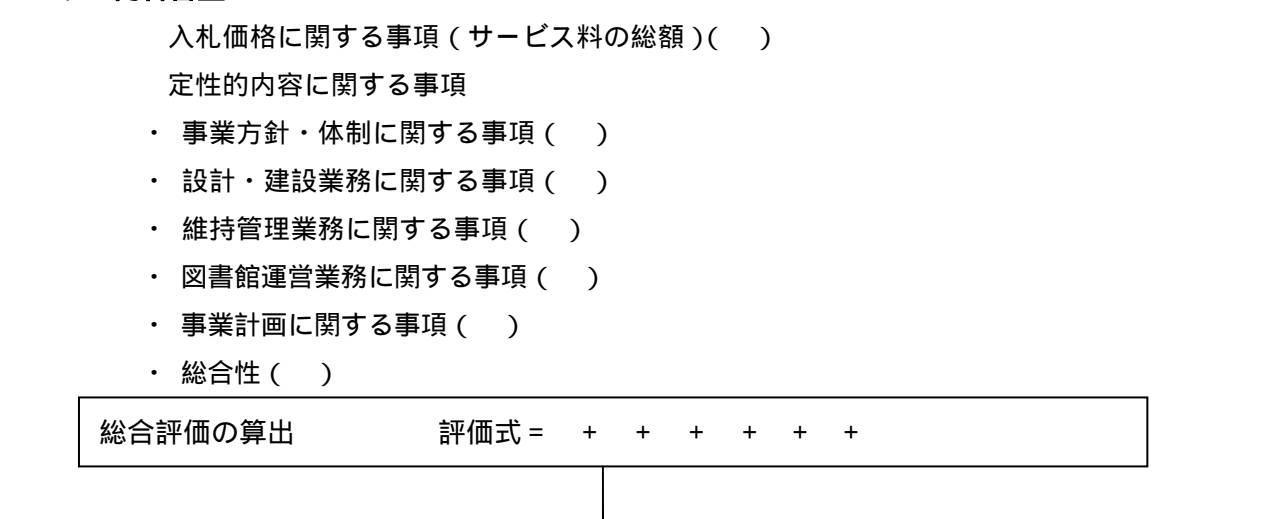 入札価格に関する事項(サービス料の総額)(　)
定性的内容に関する事項
・ 事業方針・体制に関する事項(　)
・ 設計・建設業務に関する事項(　)
・ 維持管理業務に関する事項(　)
・ 図書館運営業務に関する事項(　)
・ 事業計画に関する事項(　)
・ 総合性(　)
総合評価の算出　　評価式= + + + + + +